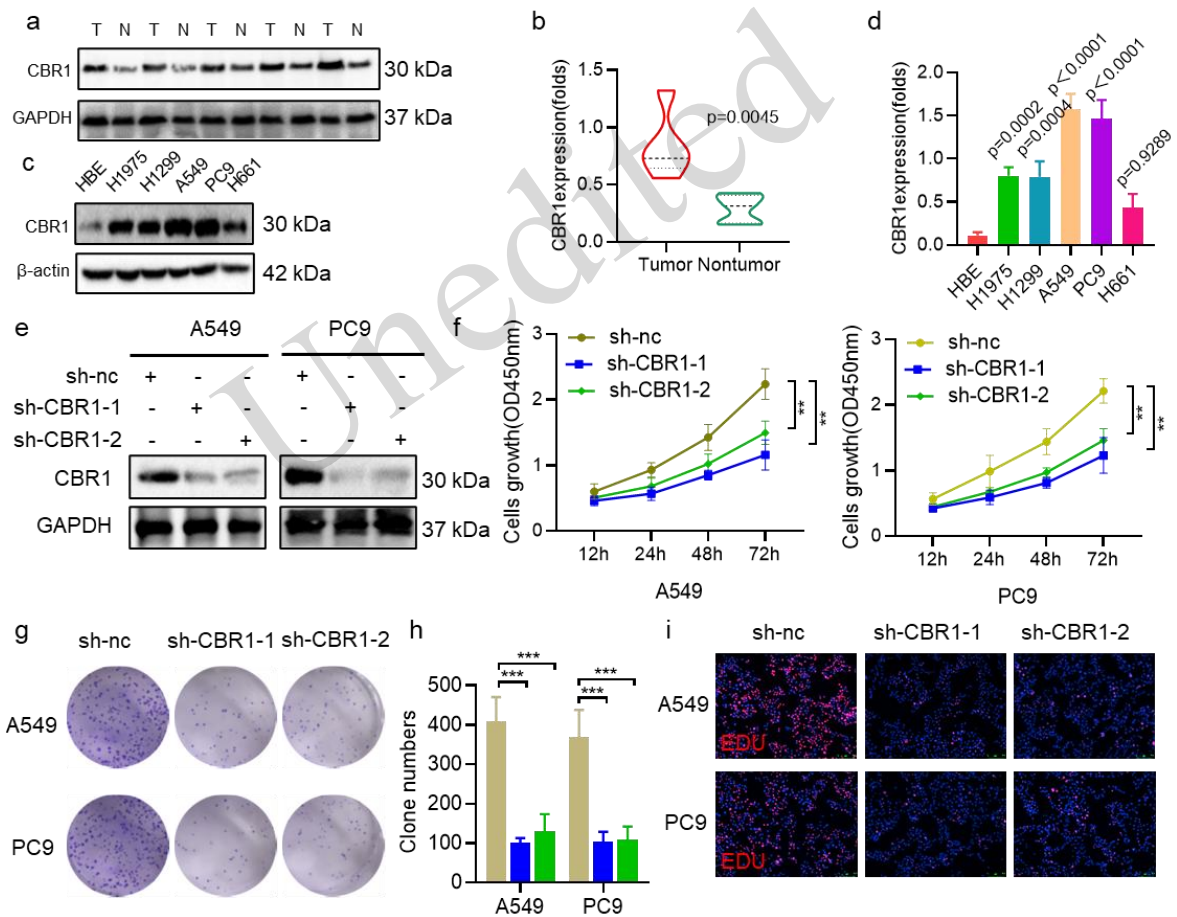 a
T N T N T N T N T N
CBR1
30 kDa
GAPDH
37 kDa
b
CBR1expression(folds)
1.5
1.0
0.5
0.0
p=0.0045
Tumor Nontumor
c
HBE H1975 H1299 A549 PC9 H661
CBR1
30 kDa
β-actin
42 kDa
d
CBR1expression(folds)
2.0
1.5
1.0
0.5
0.0
p=0.0002
p=0.0004
p<0.0001
p<0.0001
p=0.9289
HBE H1975 H1299 A549 PC9 H661
Unedited
e
A549 PC9
sh-nc + - - + - -
sh-CBR1-1 - + - - + -
sh-CBR1-2 - - + - - +
CBR1
30 kDa
GAPDH
37 kDa
f
Cells growth(OD450nm)
3
2
1
0
sh-nc
sh-CBR1-1
sh-CBR1-2
**
**
12h 24h 48h 72h
A549
Cells growth(OD450nm)
3
2
1
0
sh-nc
sh-CBR1-1
sh-CBR1-2
**
**
12h 24h 48h 72h
PC9
g
sh-nc sh-CBR1-1 sh-CBR1-2
A549
PC9
h
Clone numbers
500
400
300
200
100
0
***
***
***
***
A549 PC9
i
sh-nc sh-CBR1-1 sh-CBR1-2
A549
EDU
PC9
EDU